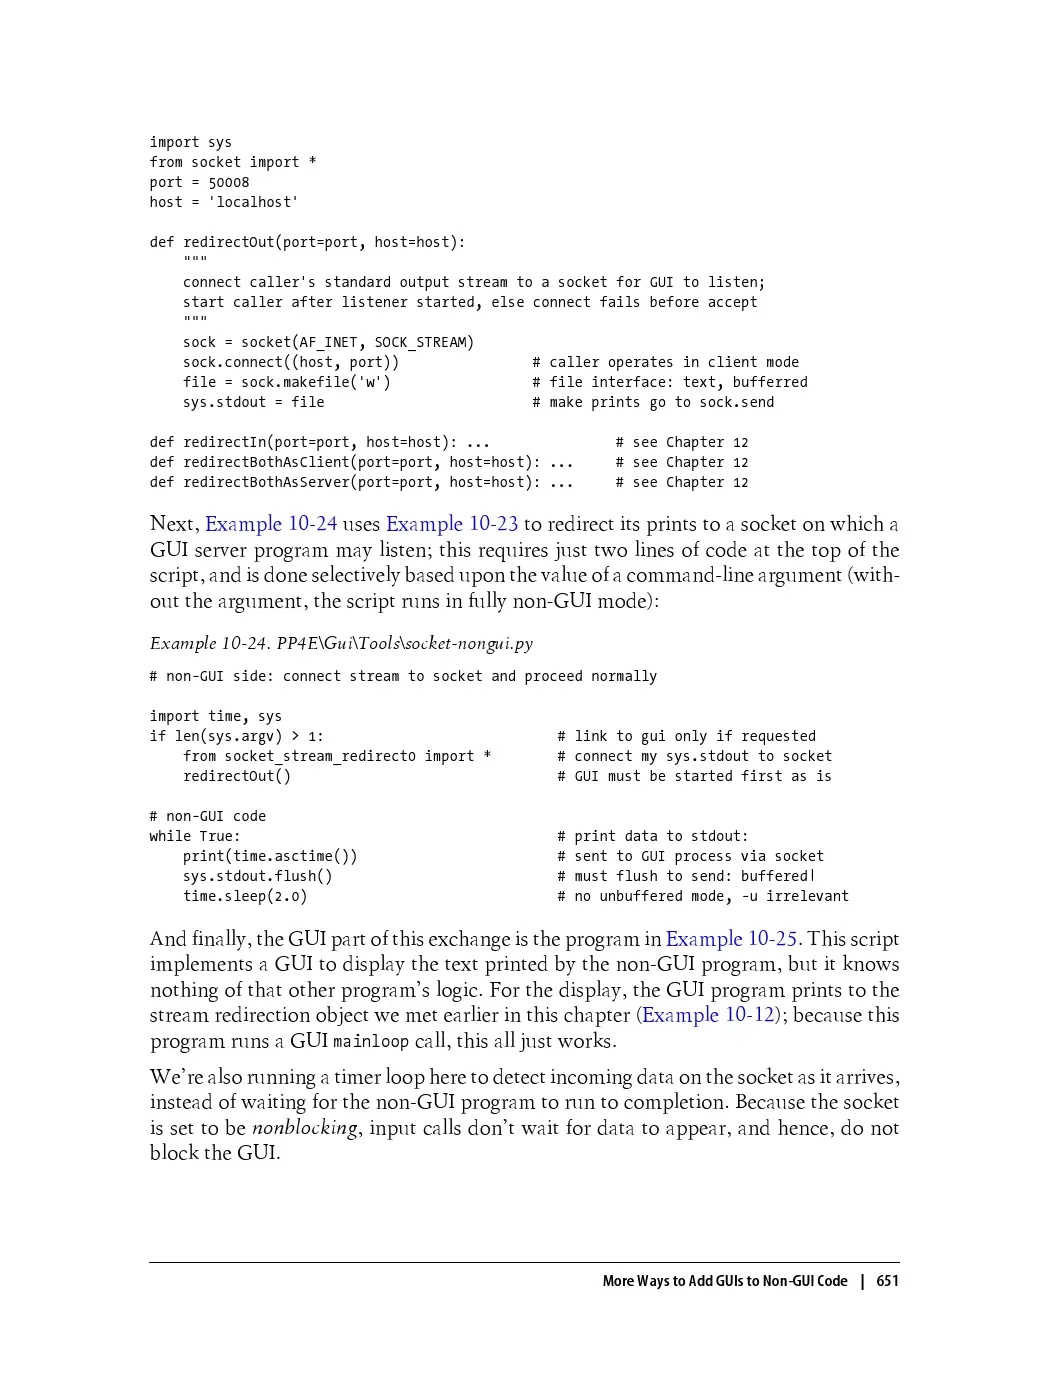 import sys
from socket import *
port = 50008
host = 'localhost'
def redirectOut(port=port, host=host):
    """
    connect caller's standard output stream to a socket for GUI to listen;
    start caller after listener started, else connect fails before accept
    """
    sock = socket(AF_INET, SOCK_STREAM)
    sock.connect((host, port))                # caller operates in client mode
    file = sock.makefile('w')                 # file interface: text, bufferred
    sys.stdout = file                         # make prints go to sock.send
def redirectIn(port=port, host=host): ...               # see Chapter 12
def redirectBothAsClient(port=port, host=host): ...     # see Chapter 12
def redirectBothAsServer(port=port, host=host): ...     # see Chapter 12
Next, Example 10-24 uses Example 10-23 to redirect its prints to a socket on which a
GUI server program may listen; this requires just two lines of code at the top of the
script, and is done selectively based upon the value of a command-line argument (with-
out the argument, the script runs in fully non-GUI mode):
Example 10-24. PP4E\Gui\Tools\socket-nongui.py
# non-GUI side: connect stream to socket and proceed normally
import time, sys
if len(sys.argv) > 1:                            # link to gui only if requested
    from socket_stream_redirect0 import *        # connect my sys.stdout to socket
    redirectOut()                                # GUI must be started first as is
# non-GUI code
while True:                                      # print data to stdout:
    print(time.asctime())                        # sent to GUI process via socket
    sys.stdout.flush()                           # must flush to send: buffered!
    time.sleep(2.0)                              # no unbuffered mode, -u irrelevant
And finally, the GUI part of this exchange is the program in Example 10-25. This script
implements a GUI to display the text printed by the non-GUI program, but it knows
nothing of that other program's logic. For the display, the GUI program prints to the
stream redirection object we met earlier in this chapter (Example 10-12); because this
program runs a GUI mainloop call, this all just works.
We're also running a timer loop here to detect incoming data on the socket as it arrives,
instead of waiting for the non-GUI program to run to completion. Because the socket
is set to be nonblocking, input calls don't wait for data to appear, and hence, do not
block the GUI.
More Ways to Add GUIs to Non-GUI Code | 651